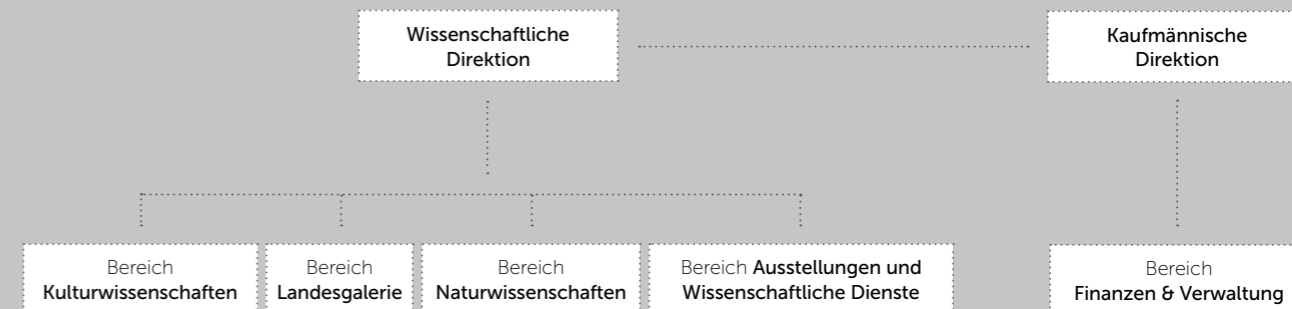 Wissenschaftliche
Direktion
Kaufmännische
Direktion
Bereich
Kulturwissenschaften
Bereich
Landesgalerie
Bereich
Naturwissenschaften
Bereich Ausstellungen und
Wissenschaftliche Dienste
Bereich
Finanzen & Verwaltung